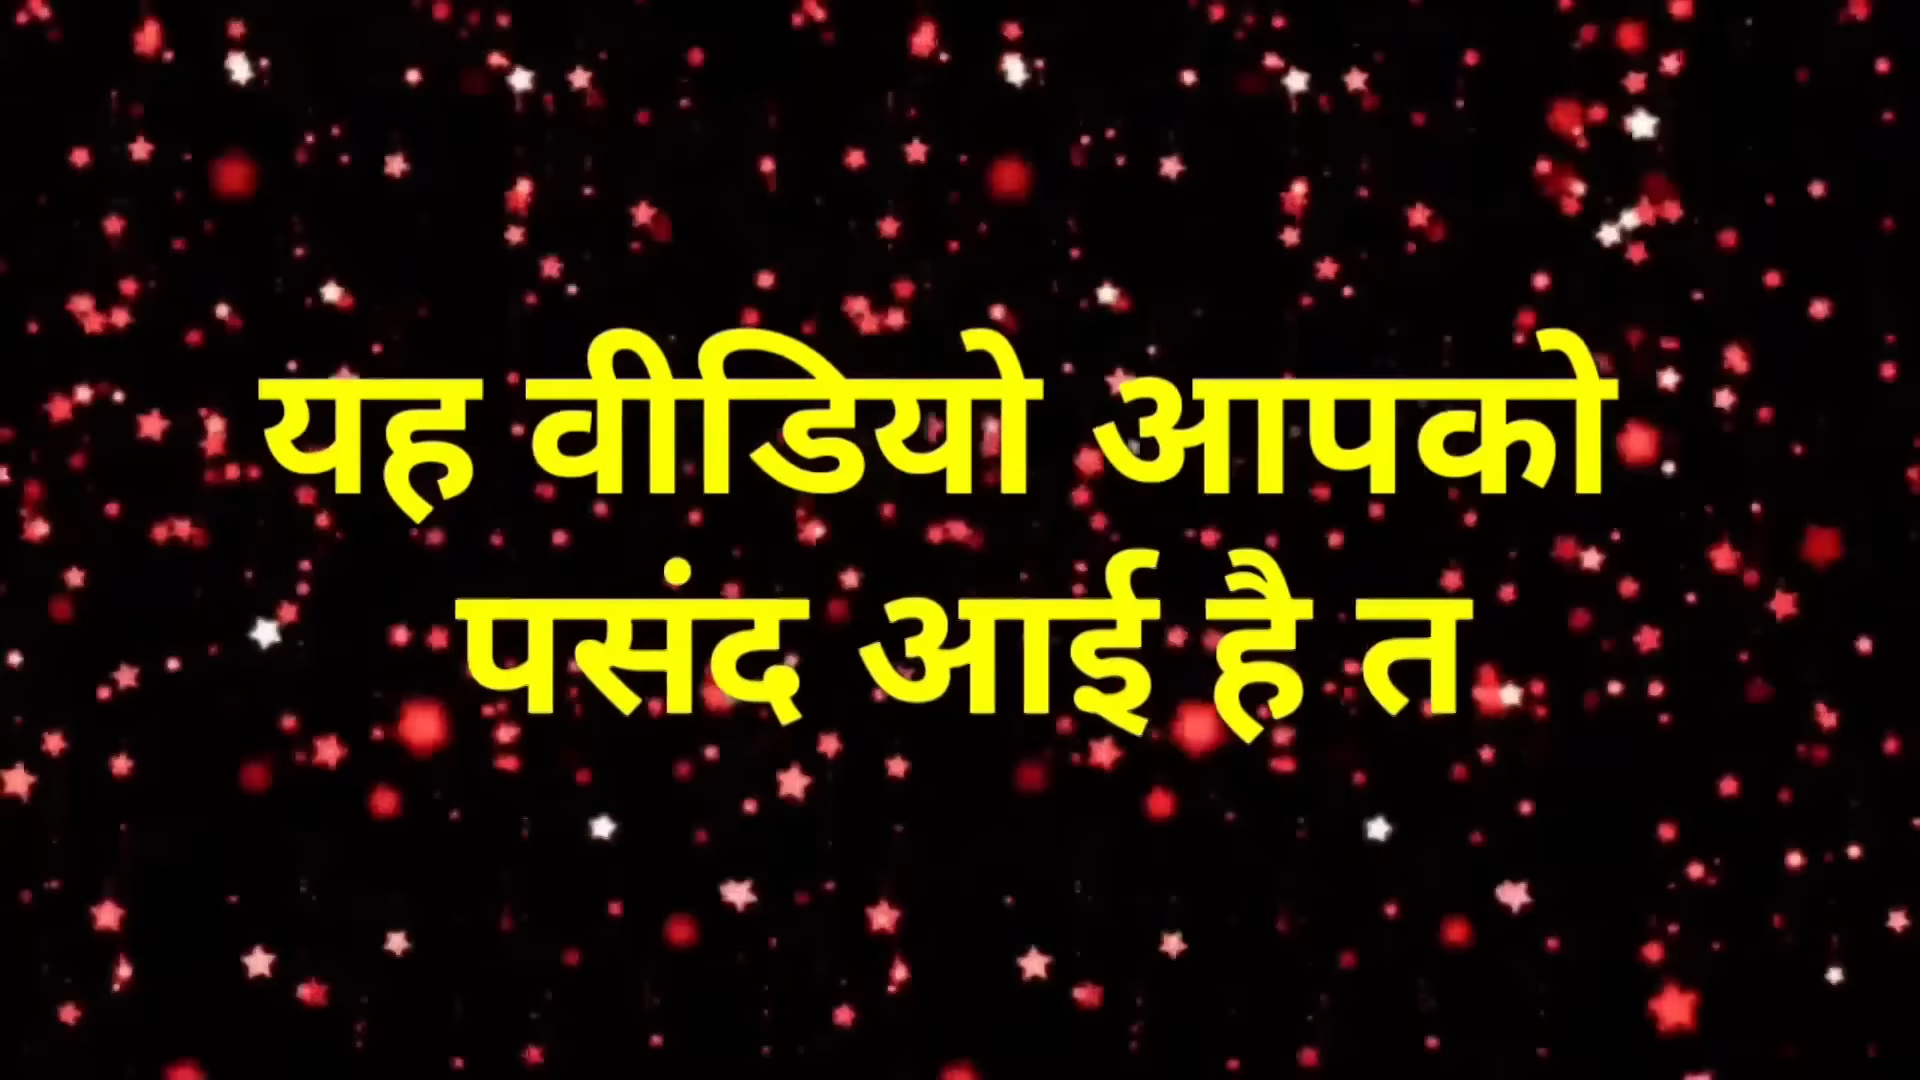 यह वीडियो आपको
पसंद आई है त